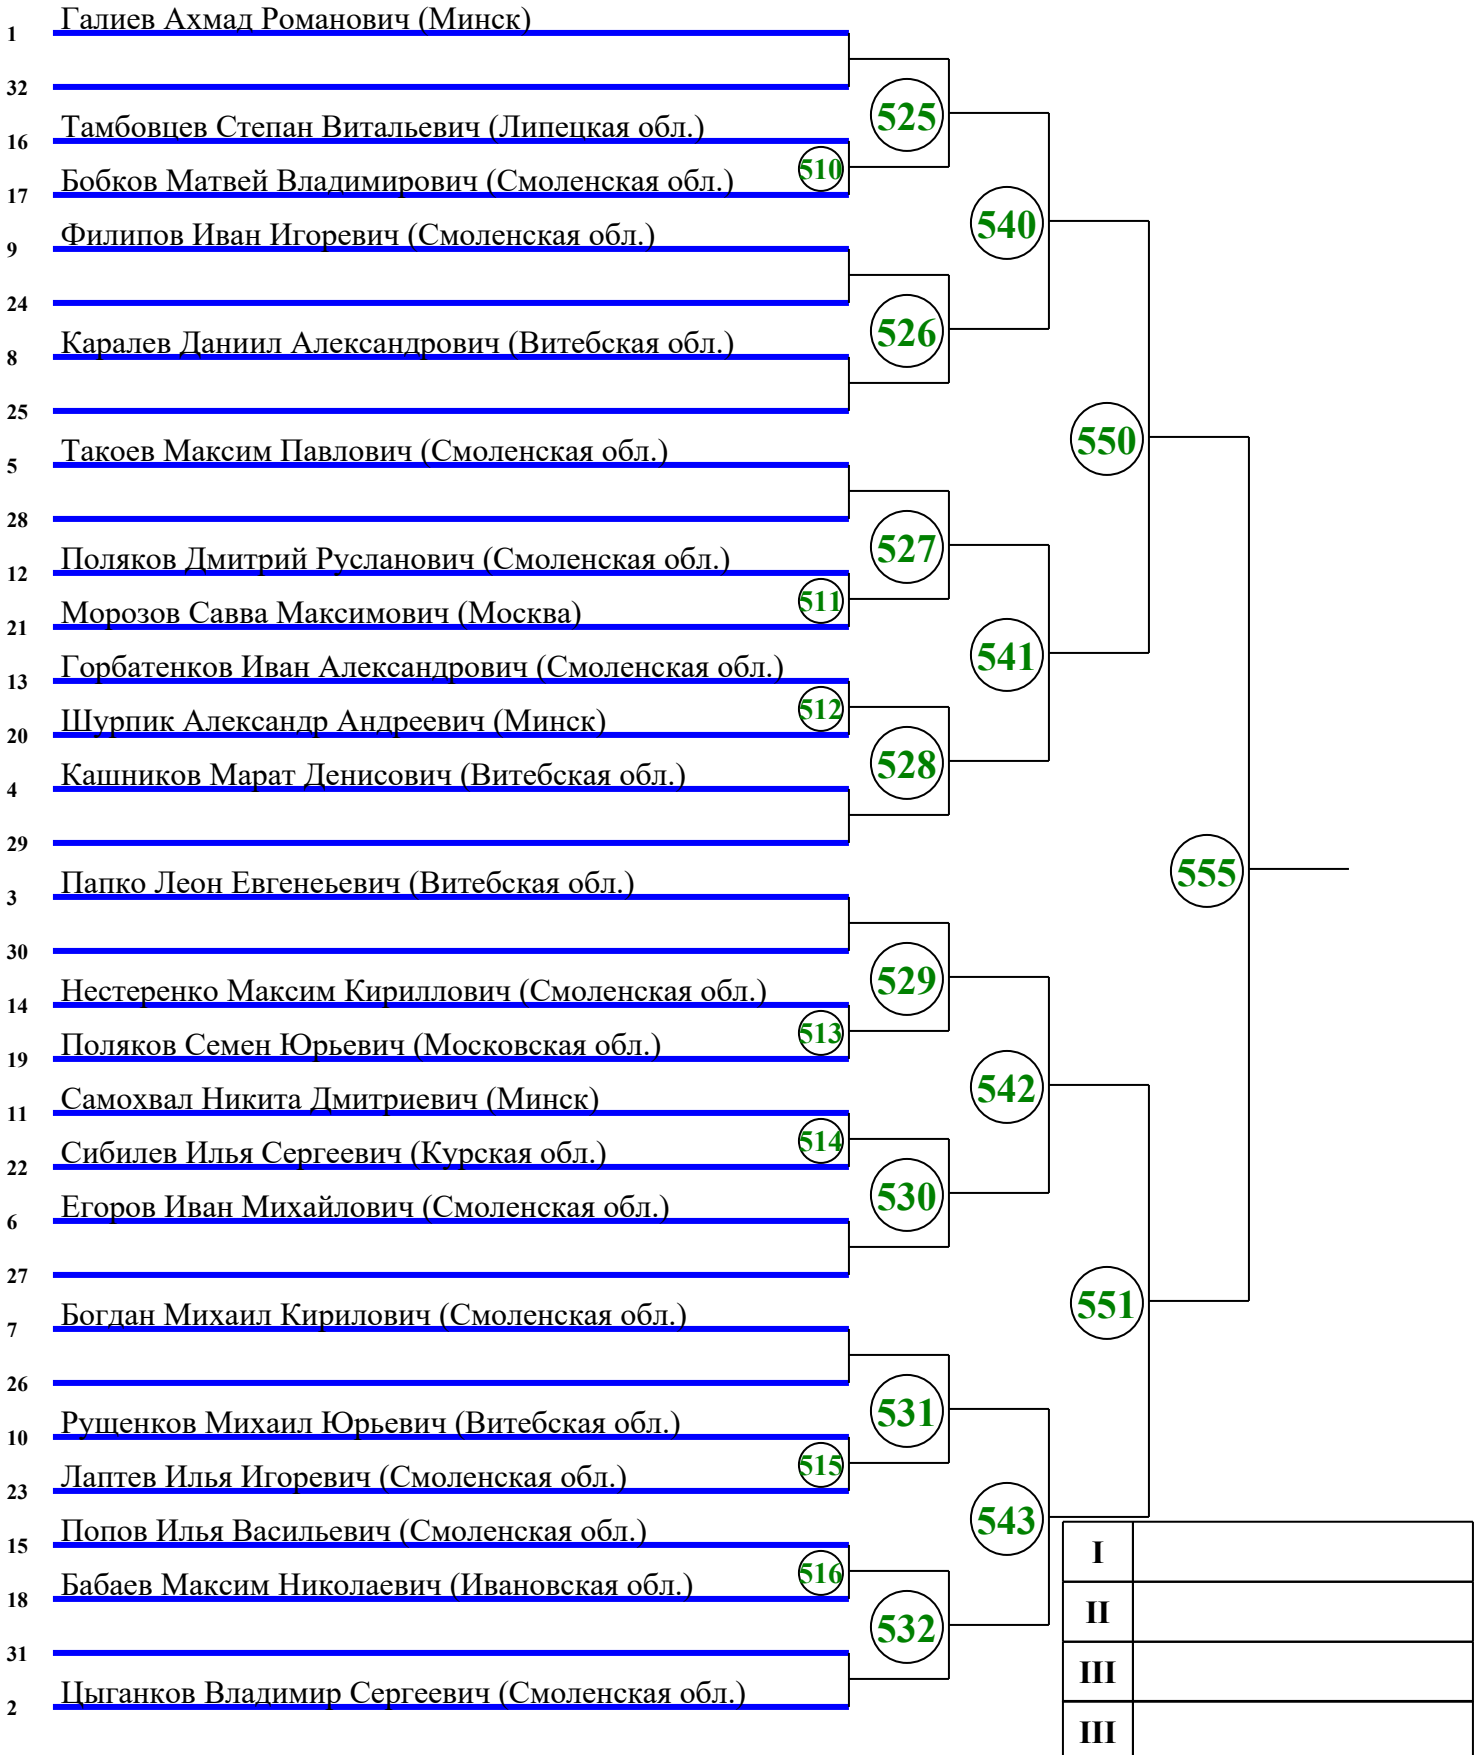 1 Галиев Ахмад Романович (Минск)
32
525
16 Тамбовцев Степан Витальевич (Липецкая обл.)
510
17 Бобков Матвей Владимирович (Смоленская обл.)
540
9 Филипов Иван Игоревич (Смоленская обл.)
24
526
8 Каралев Даниил Александрович (Витебская обл.)
25
550
5 Такоев Максим Павлович (Смоленская обл.)
28
527
12 Поляков Дмитрий Русланович (Смоленская обл.)
511
21 Морозов Савва Максимович (Москва)
541
13 Горбатенков Иван Александрович (Смоленская обл.)
512
20 Шурпик Александр Андреевич (Минск)
528
4 Кашников Марат Денисович (Витебская обл.)
29
555
3 Папко Леон Евгенеьевич (Витебская обл.)
30
529
14 Нестеренко Максим Кириллович (Смоленская обл.)
513
19 Поляков Семен Юрьевич (Московская обл.)
542
11 Самохвал Никита Дмитриевич (Минск)
514
22 Сибилев Илья Сергеевич (Курская обл.)
530
6 Егоров Иван Михайлович (Смоленская обл.)
27
551
7 Богдан Михаил Кирилович (Смоленская обл.)
26
531
10 Рущенков Михаил Юрьевич (Витебская обл.)
515
23 Лаптев Илья Игоревич (Смоленская обл.)
543
15 Попов Илья Васильевич (Смоленская обл.)
I
516
18 Бабаев Максим Николаевич (Ивановская обл.)
II
532
31
III
2 Цыганков Владимир Сергеевич (Смоленская обл.)
III